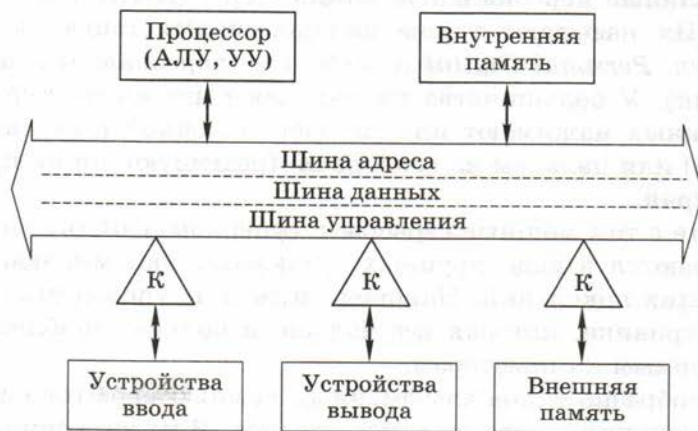 Процессор
(АЛУ, УУ)
Внутренняя
память
Шина адреса
Шина данных
Шина управления
К
К
К
Устройства
ввода
Устройства
вывода
Внешняя
память